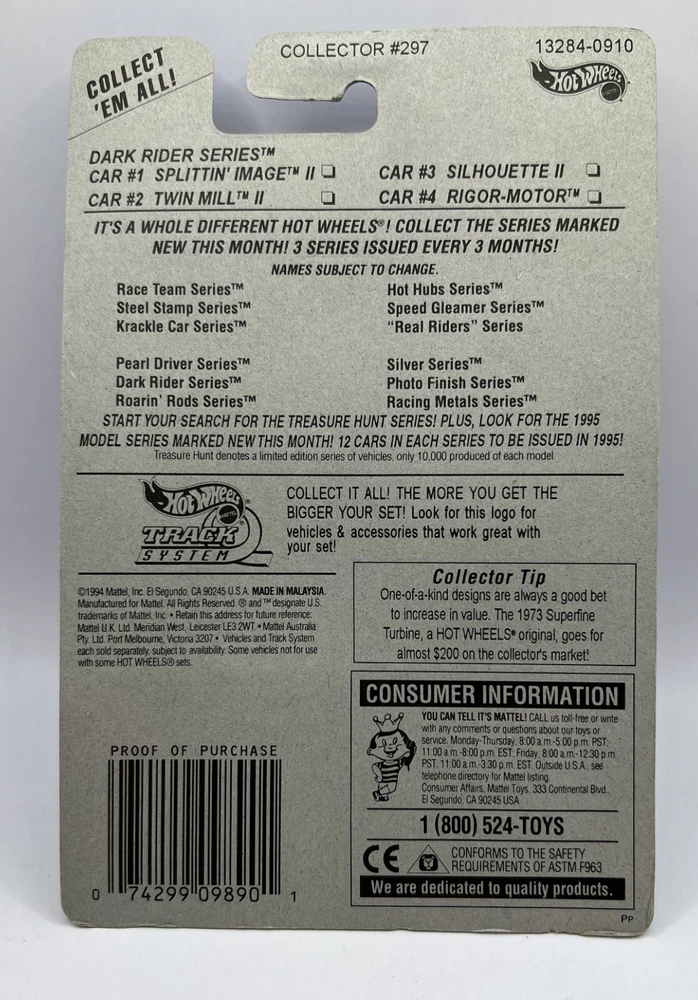 COLLECT
'EM ALL!
COLLECTOR #297
13284-0910
Hot Wheels
MATTEL
DARK RIDER SERIES™
CAR #1 SPLITTIN' IMAGE™ II ❏ CAR #3 SILHOUETTE II ❏
CAR #2 TWIN MILL™ II ❏ CAR #4 RIGOR-MOTOR™ ❏
IT'S A WHOLE DIFFERENT HOT WHEELS®! COLLECT THE SERIES MARKED
NEW THIS MONTH! 3 SERIES ISSUED EVERY 3 MONTHS!
NAMES SUBJECT TO CHANGE.
Race Team Series™
Steel Stamp Series™
Krackle Car Series™
Hot Hubs Series™
Speed Gleamer Series™
"Real Riders" Series
Pearl Driver Series™
Dark Rider Series™
Roarin' Rods Series™
Silver Series™
Photo Finish Series™
Racing Metals Series™
START YOUR SEARCH FOR THE TREASURE HUNT SERIES! PLUS, LOOK FOR THE 1995
MODEL SERIES MARKED NEW THIS MONTH! 12 CARS IN EACH SERIES TO BE ISSUED IN 1995!
Treasure Hunt denotes a limited edition series of vehicles, only 10,000 produced of each model.
Hot Wheels
MATTEL
TRACK
SYSTEM
COLLECT IT ALL! THE MORE YOU GET THE
BIGGER YOUR SET! Look for this logo for
vehicles & accessories that work great with
your set!
©1994 Mattel, Inc. El Segundo, CA 90245 U.S.A. MADE IN MALAYSIA.
Manufactured for Mattel. All Rights Reserved. ® and ™ designate U.S.
trademarks of Mattel, Inc. • Retain this address for future reference:
Mattel U.K. Ltd. Meridian West, Leicester LE3 2WT. • Mattel Australia
Pty. Ltd. Port Melbourne, Victoria 3207 • Vehicles and Track System
each sold separately, subject to availability. Some vehicles not for use
with some HOT WHEELS® sets.
Collector Tip
One-of-a-kind designs are always a good bet
to increase in value. The 1973 Superfine
Turbine, a HOT WHEELS® original, goes for
almost $200 on the collector's market!
CONSUMER INFORMATION
YOU CAN TELL IT'S MATTEL! CALL us toll-free or write
with any comments or questions about our toys or
service. Monday-Thursday, 8:00 a.m.-5:00 p.m. PST,
11:00 a.m.-8:00 p.m. EST; Friday, 8:00 a.m.-12:30 p.m.
PST, 11:00 a.m.-3:30 p.m. EST. Outside U.S.A. see
telephone directory for Mattel listing.
Consumer Affairs, Mattel Toys, 333 Continental Blvd.,
El Segundo, CA 90245 USA
1 (800) 524-TOYS
CE
CONFORMS TO THE SAFETY
REQUIREMENTS OF ASTM F963
We are dedicated to quality products.
PROOF OF PURCHASE
0 74299 09890 1
PP